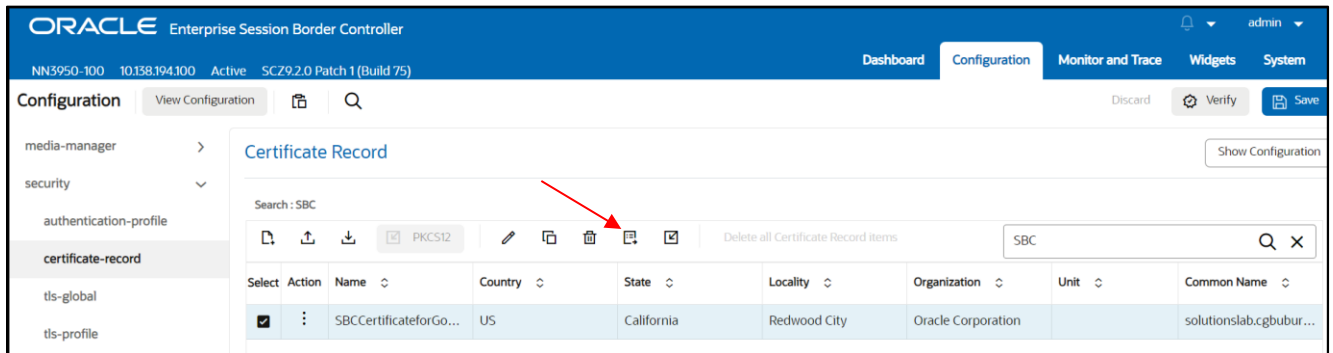 ORACLE Enterprise Session Border Controller
admin
NN3950-100 10.138.194.100 Active SCZ9.2.0 Patch 1 (Build 75)
Dashboard Configuration Monitor and Trace Widgets System
Configuration View Configuration Discard Verify Save
media-manager
security
authentication-profile
certificate-record
tls-global
tls-profile
Certificate Record
Show Configuration
Search : SBC
PKCS12 Delete all Certificate Record items SBC
Select Action Name Country State Locality Organization Unit Common Name
SBCCertificateforGo... US California Redwood City Oracle Corporation solutionslab.cgbubur...